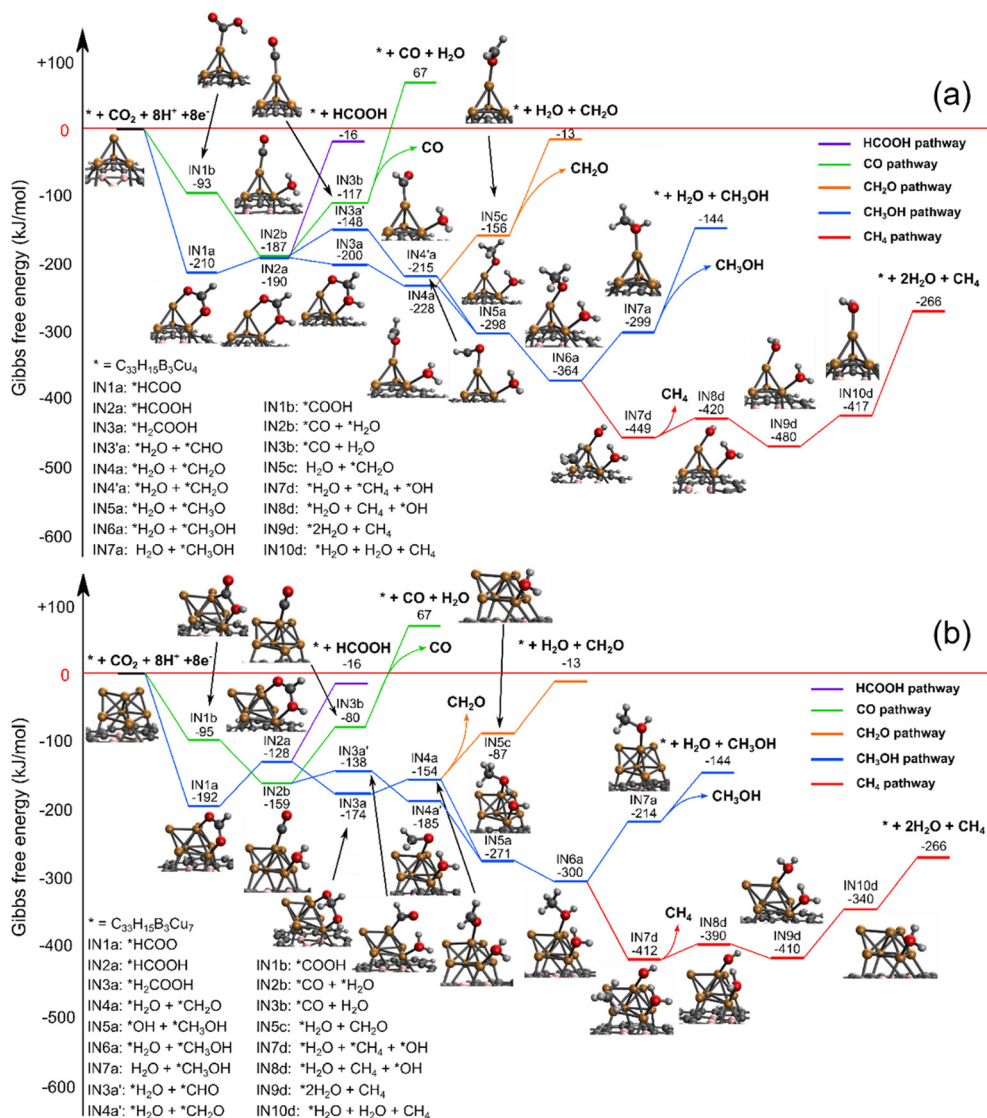 (a)
Gibbs free energy (kJ/mol)
+100
0
-100
-200
-300
-400
-500
-600
* + CO₂ + 8H⁺ +8e⁻
IN1b
-93
IN1a
-210
IN2b
-187
IN2a
-190
* + HCOOH
-16
* + CO + H₂O
67
CO
IN3b
-117
IN3a'
-148
IN3a
-200
IN4'a
-215
IN4a
-228
IN5c
-156
* + H₂O + CH₂O
-13
CH₂O
IN5a
-298
IN6a
-364
IN7a
-299
* + H₂O + CH₃OH
-144
CH₃OH
IN7d
-449
CH₄
IN8d
-420
IN9d
-480
IN10d
-417
* + 2H₂O + CH₄
-266
HCOOH pathway
CO pathway
CH₂O pathway
CH₃OH pathway
CH₄ pathway
* = C₃₃H₁₅B₃Cu₄
IN1a: *HCOO
IN2a: *HCOOH
IN3a: *H₂COOH
IN3'a: *H₂O + *CHO
IN4a: *H₂O + *CH₂O
IN4'a: *H₂O + *CH₂O
IN5a: *H₂O + *CH₃O
IN6a: *H₂O + *CH₃OH
IN7a: H₂O + *CH₃OH
IN1b: *COOH
IN2b: *CO + *H₂O
IN3b: *CO + H₂O
IN5c: H₂O + *CH₂O
IN7d: *H₂O + *CH₄ + *OH
IN8d: *H₂O + CH₄ + *OH
IN9d: *2H₂O + CH₄
IN10d: *H₂O + H₂O + CH₄
(b)
Gibbs free energy (kJ/mol)
+100
0
-100
-200
-300
-400
-500
-600
* + CO₂ + 8H⁺ +8e⁻
IN1b
-95
IN1a
-192
IN2a
-128
IN2b
-159
* + HCOOH
-16
* + CO + H₂O
67
CO
IN3b
-80
IN3a'
-138
IN3a
-174
IN4a
-154
IN4a'
-185
CH₂O
IN5c
-87
* + H₂O + CH₂O
-13
IN5a
-271
IN6a
-300
IN7a
-214
* + H₂O + CH₃OH
-144
CH₃OH
IN7d
-412
CH₄
IN8d
-390
IN9d
-410
IN10d
-340
* + 2H₂O + CH₄
-266
HCOOH pathway
CO pathway
CH₂O pathway
CH₃OH pathway
CH₄ pathway
* = C₃₃H₁₅B₃Cu₇
IN1a: *HCOO
IN2a: *HCOOH
IN3a: *H₂COOH
IN4a: *H₂O + *CH₂O
IN5a: *OH + *CH₃OH
IN6a: *H₂O + *CH₃OH
IN7a: H₂O + *CH₃OH
IN3a': *H₂O + *CHO
IN4a': *H₂O + *CH₂O
IN1b: *COOH
IN2b: *CO + *H₂O
IN3b: *CO + H₂O
IN5c: *H₂O + CH₂O
IN7d: *H₂O + *CH₄ + *OH
IN8d: *H₂O + CH₄ + *OH
IN9d: *2H₂O + CH₄
IN10d: *H₂O + H₂O + CH₄